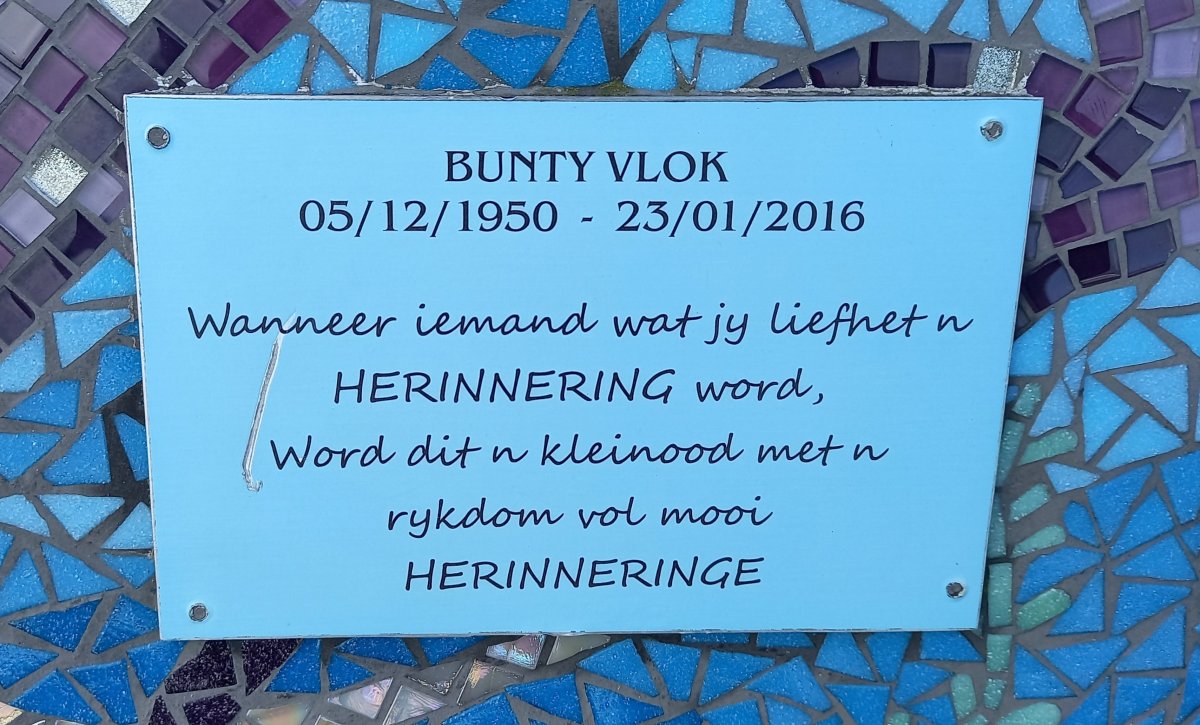 BUNTY VLOK
05/12/1950 - 23/01/2016
Wanneer iemand wat jy liefhet n
HERINNERING word,
Word dit n kleinood met n
rykdom vol mooi
HERINNERINGE